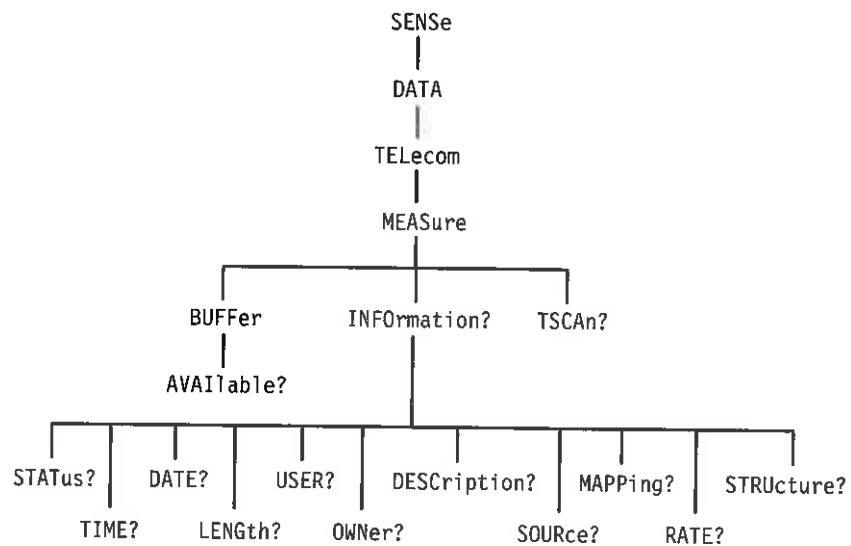 SENSe
DATA
TELecom
MEASure
BUFFer INFOrmation? TSCAn?
AVAIlable?
STATus? DATE? USER? DESCription? MAPPing? STRUcture?
TIME? LENGth? OWNer? SOURce? RATE?